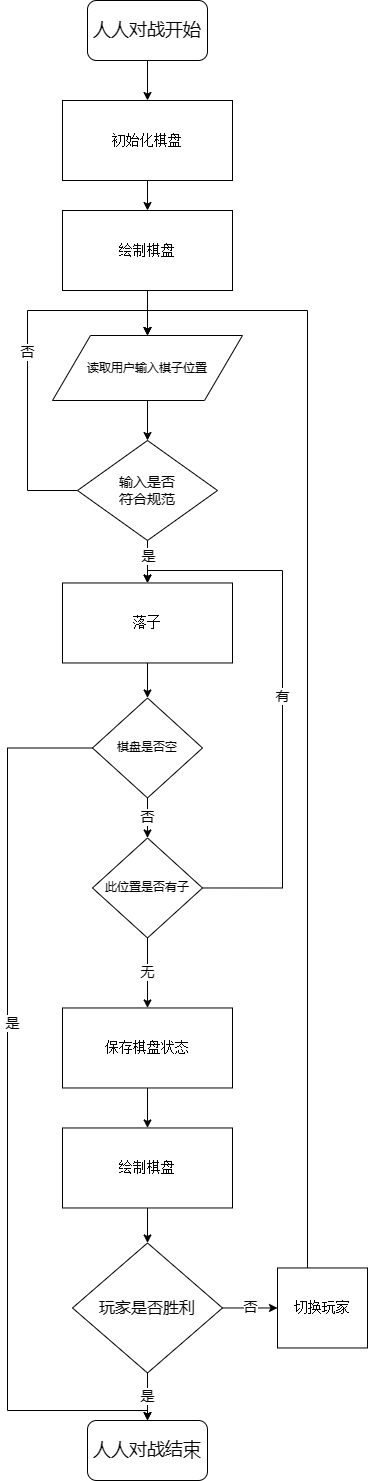 人人对战开始
初始化棋盘
绘制棋盘
否
读取用户输入棋子位置
输入是否
符合规范
是
落子
有
棋盘是否空
否
此位置是否有子
无
是
保存棋盘状态
绘制棋盘
玩家是否胜利
否
切换玩家
是
人人对战结束